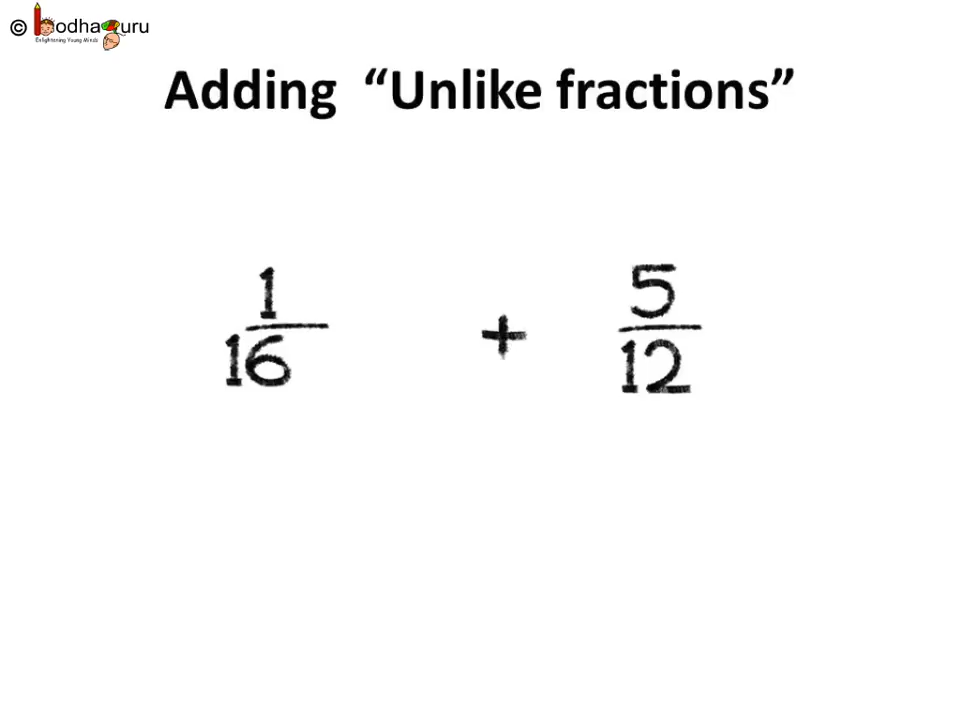 © BodhaGuru
Enlightening Young Minds
Adding “Unlike fractions”
1 5
+
16 12